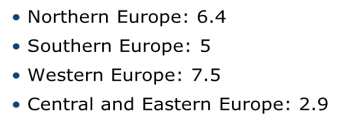 • Northern Europe: 6.4
• Southern Europe: 5
• Western Europe: 7.5
• Central and Eastern Europe: 2.9